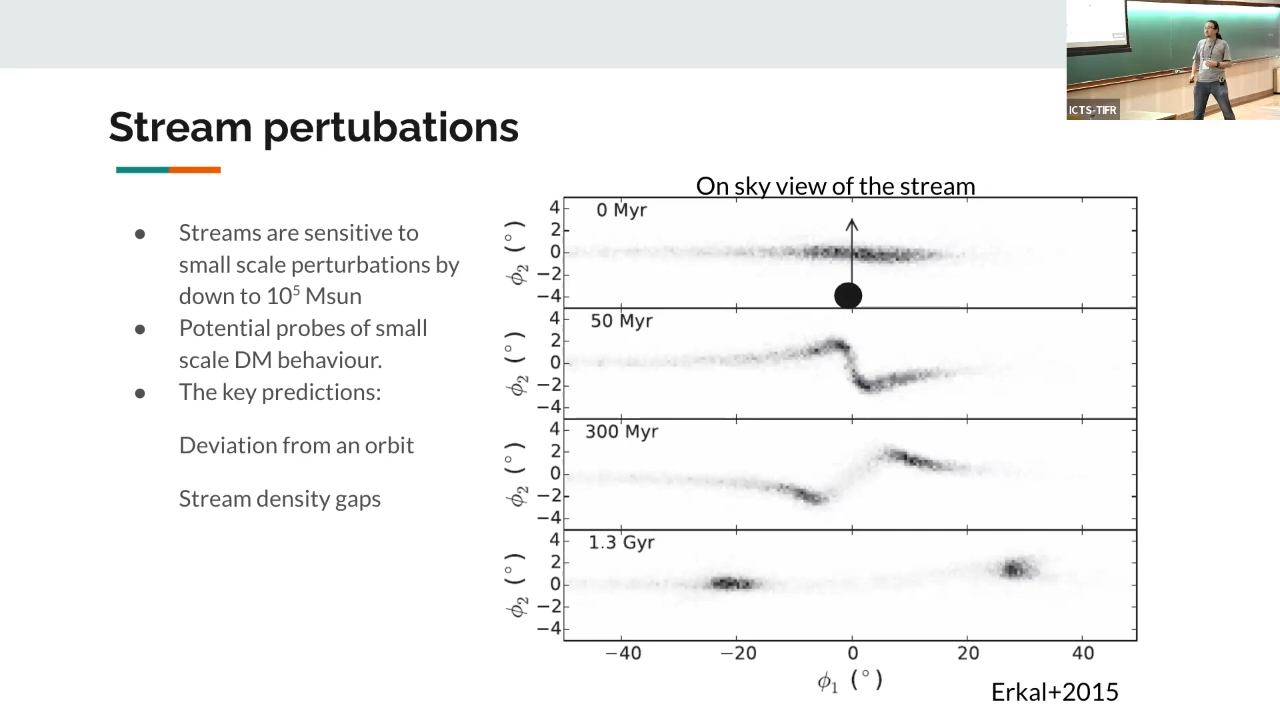 ICTS-TIFR
Stream pertubations
● Streams are sensitive to
small scale perturbations by
down to 10⁵ Msun
● Potential probes of small
scale DM behaviour.
● The key predictions:
Deviation from an orbit
Stream density gaps
On sky view of the stream
0 Myr
4
2
0
−2
−4
ϕ₂ (°)
50 Myr
4
2
0
−2
−4
ϕ₂ (°)
300 Myr
4
2
0
−2
−4
ϕ₂ (°)
1.3 Gyr
4
2
0
−2
−4
ϕ₂ (°)
−40 −20 0 20 40
ϕ₁ (°)
Erkal+2015